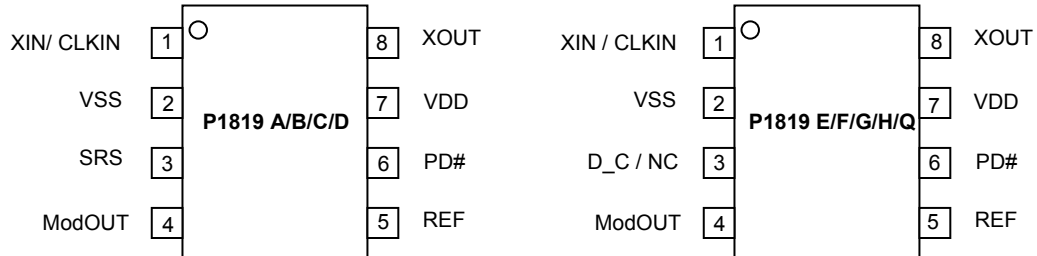 XIN/ CLKIN 1 8 XOUT
VSS 2 7 VDD
P1819 A/B/C/D
SRS 3 6 PD#
ModOUT 4 5 REF
XIN / CLKIN 1 8 XOUT
VSS 2 7 VDD
P1819 E/F/G/H/Q
D_C / NC 3 6 PD#
ModOUT 4 5 REF